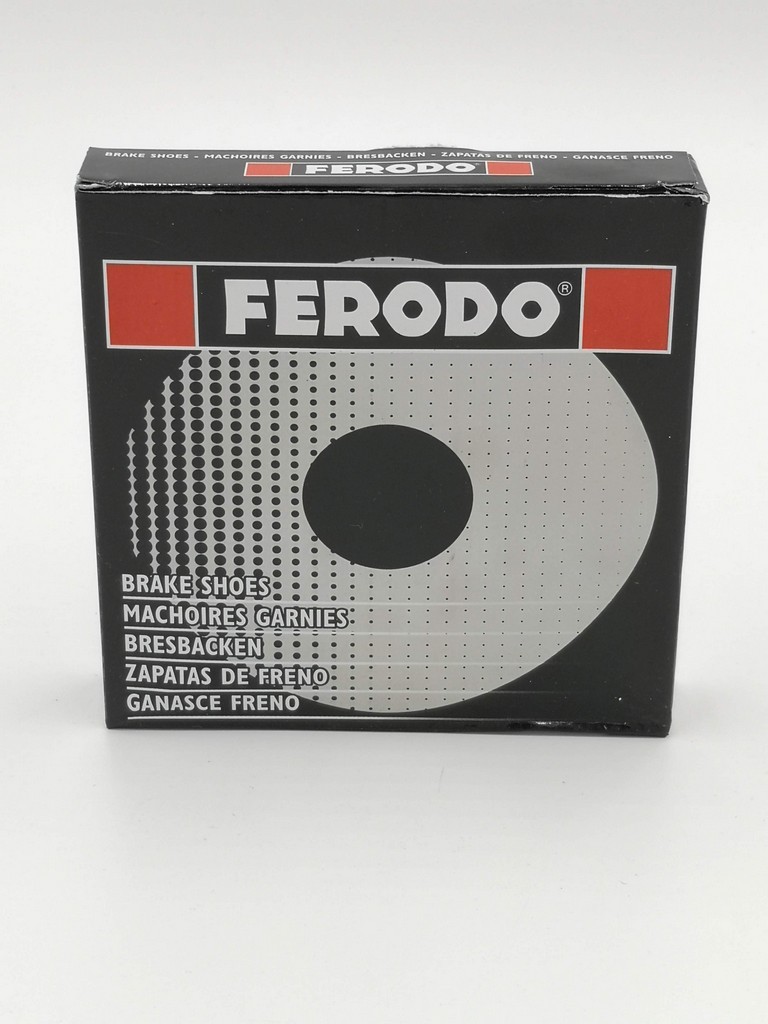 BRAKE SHOES - MACHOIRES GARNIES - BRESBACKEN - ZAPATAS DE FRENO - GANASCE FRENO
FERODO
FERODO®
BRAKE SHOES
MACHOIRES GARNIES
BRESBACKEN
ZAPATAS DE FRENO
GANASCE FRENO